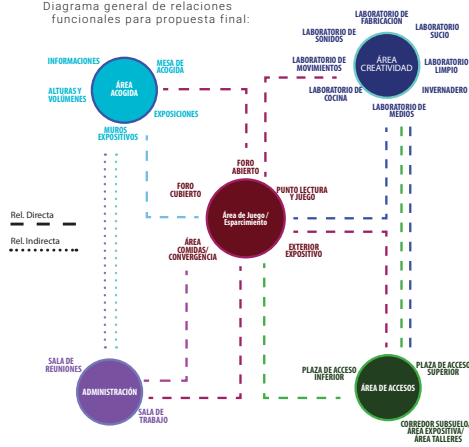 Diagrama general de relaciones
funcionales para propuesta final:
LABORATORIO DE
FABRICACIÓN
LABORATORIO DE
SONIDOS
LABORATORIO
SUCIO
ÁREA
CREATIVIDAD
LABORATORIO DE
MOVIMIENTOS
LABORATORIO
LIMPIO
LABORATORIO DE
COCINA
INVERNADERO
LABORATORIO DE
MEDIOS
INFORMACIONES
MESA DE
ACOGIDA
ÁREA
ACOGIDA
ALTURAS Y
VOLÚMENES
EXPOSICIONES
MUROS
EXPOSITIVOS
FORO
ABIERTO
FORO
CUBIERTO
PUNTO LECTURA
Y JUEGO
Área de Juego /
Esparcimiento
ÁREA
COMIDAS/
CONVERGENCIA
EXTERIOR
EXPOSITIVO
Rel. Directa
Rel. Indirecta
SALA DE
REUNIONES
ADMINISTRACIÓN
SALA DE
TRABAJO
PLAZA DE ACCESO
INFERIOR
PLAZA DE ACCESO
SUPERIOR
ÁREA DE ACCESOS
CORREDOR SUBSUELO/
ÁREA EXPOSITIVA/
ÁREA TALLERES